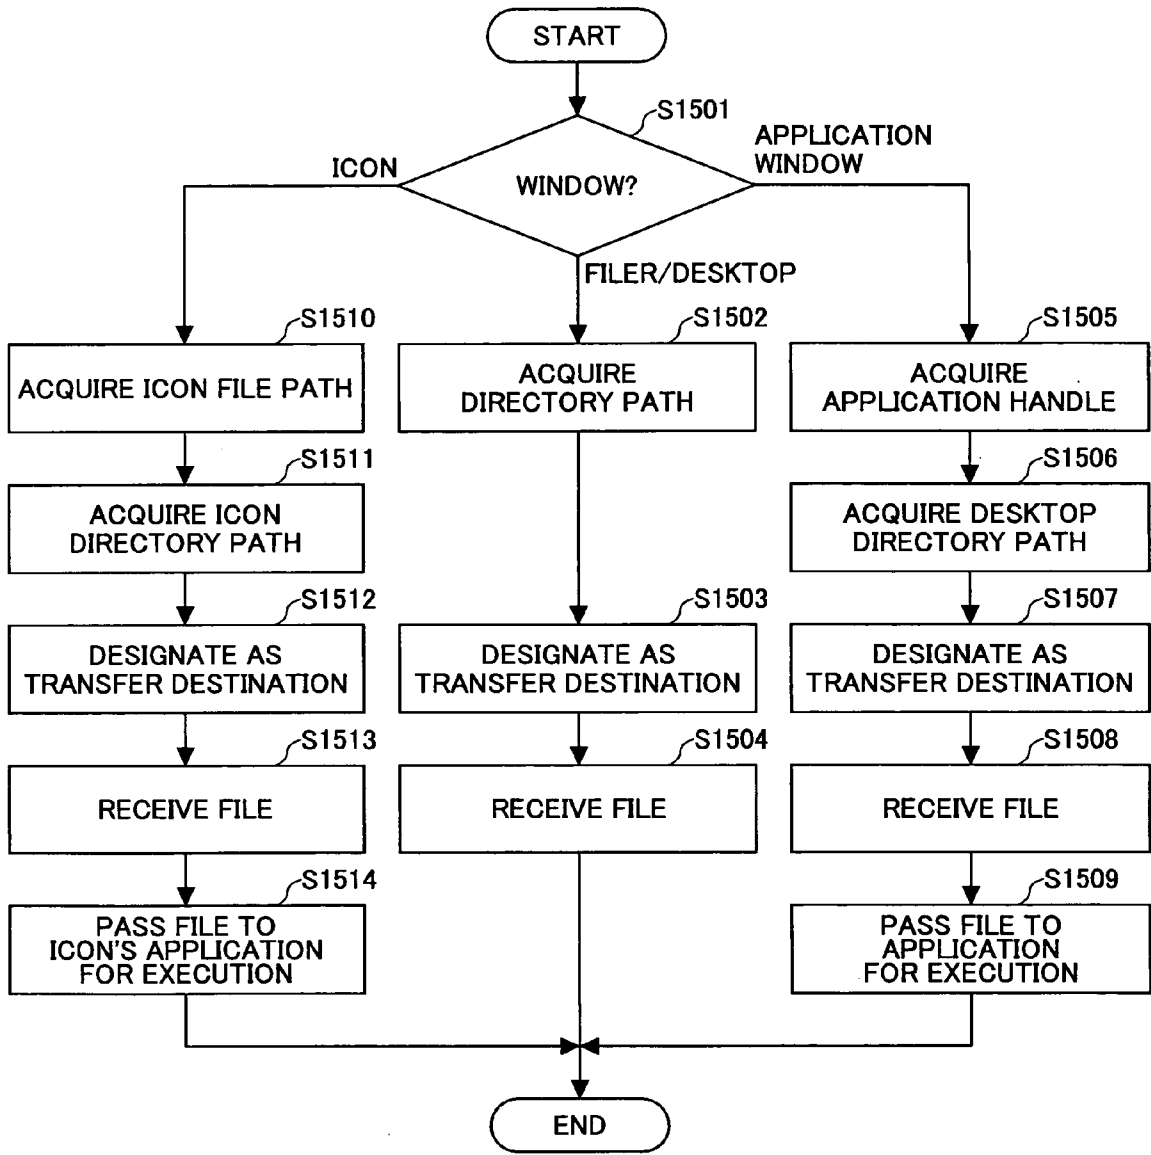 START
S1501
WINDOW?
ICON
APPLICATION
WINDOW
FILER/DESKTOP
S1510
ACQUIRE ICON FILE PATH
S1511
ACQUIRE ICON
DIRECTORY PATH
S1512
DESIGNATE AS
TRANSFER DESTINATION
S1513
RECEIVE FILE
S1514
PASS FILE TO
ICON'S APPLICATION
FOR EXECUTION
S1502
ACQUIRE
DIRECTORY PATH
S1503
DESIGNATE AS
TRANSFER DESTINATION
S1504
RECEIVE FILE
S1505
ACQUIRE
APPLICATION HANDLE
S1506
ACQUIRE DESKTOP
DIRECTORY PATH
S1507
DESIGNATE AS
TRANSFER DESTINATION
S1508
RECEIVE FILE
S1509
PASS FILE TO
APPLICATION
FOR EXECUTION
END